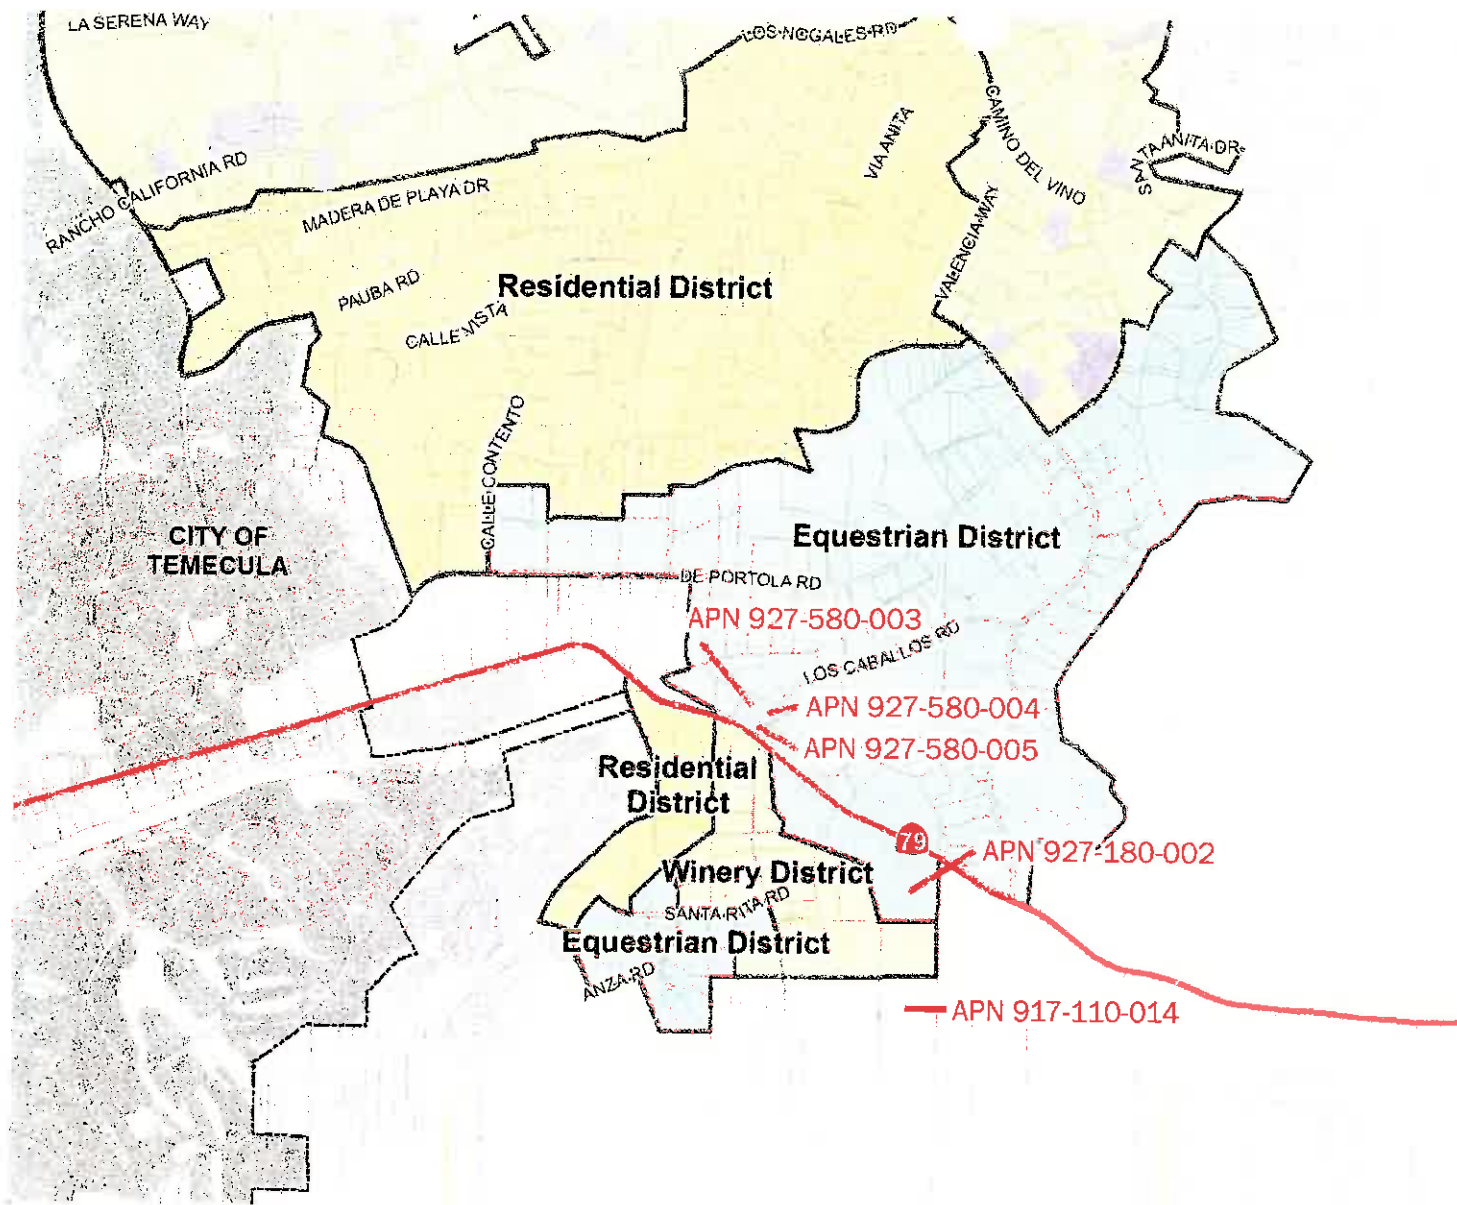 LA SERENA WAY
LOS NOGALES RD
CAMINO DEL VINO
VIA ANITA
SANTA ANITA DR
RANCHO CALIFORNIA RD
MADERA DE PLAYA DR
VALENCIA WAY
PAUBA RD
Residential District
CALLE VISTA
CALLE CONTENTO
CITY OF
TEMECULA
Equestrian District
DE PORTOLA RD
APN 927-580-003
LOS CABALLOS RD
APN 927-580-004
APN 927-580-005
Residential
District
79
APN 927-180-002
Winery District
SANTA RITA RD
Equestrian District
ANZA RD
APN 917-110-014